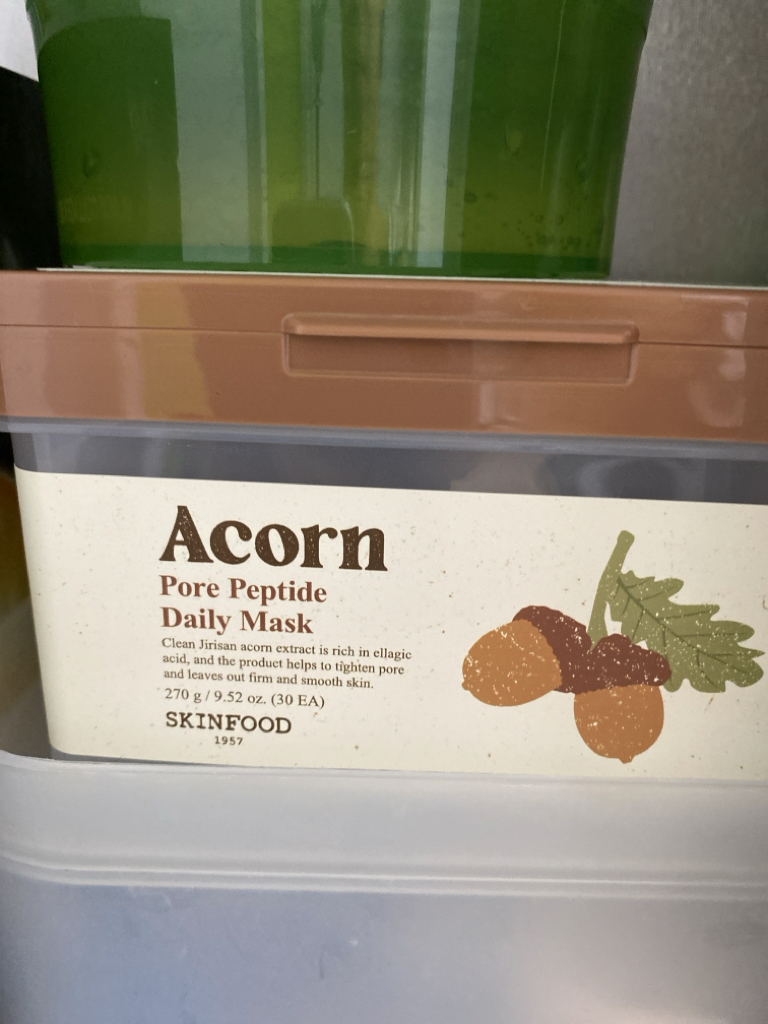 Acorn
Pore Peptide
Daily Mask
Clean Jirisan acorn extract is rich in ellagic
acid, and the product helps to tighten pore
and leaves out firm and smooth skin.
270 g / 9.52 oz. (30 EA)
SKINFOOD
1957